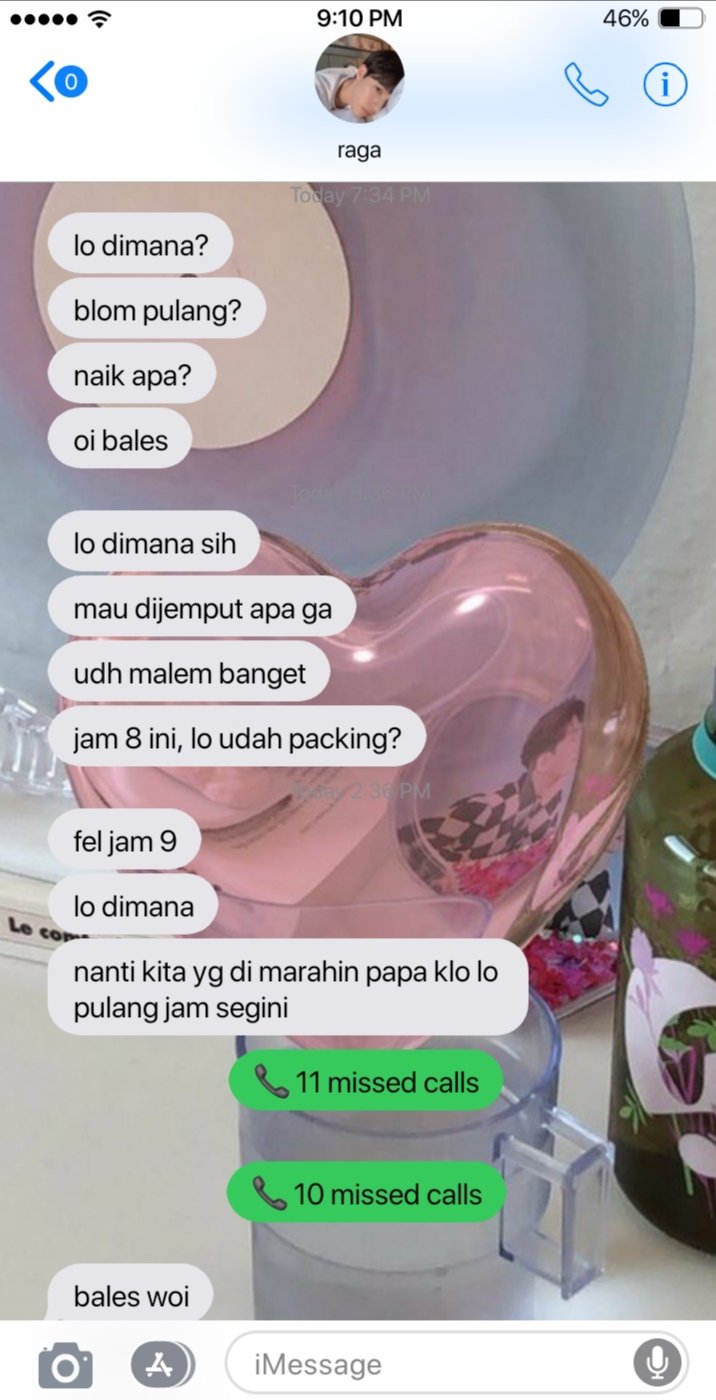 9:10 PM
46%
0
raga
Today 7:34 PM
lo dimana?
blom pulang?
naik apa?
oi bales
Today 8:36 PM
lo dimana sih
mau dijemput apa ga
udh malem banget
jam 8 ini, lo udah packing?
Today 2:36 PM
fel jam 9
lo dimana
Le com
nanti kita yg di marahin papa klo lo
pulang jam segini
11 missed calls
10 missed calls
bales woi
iMessage